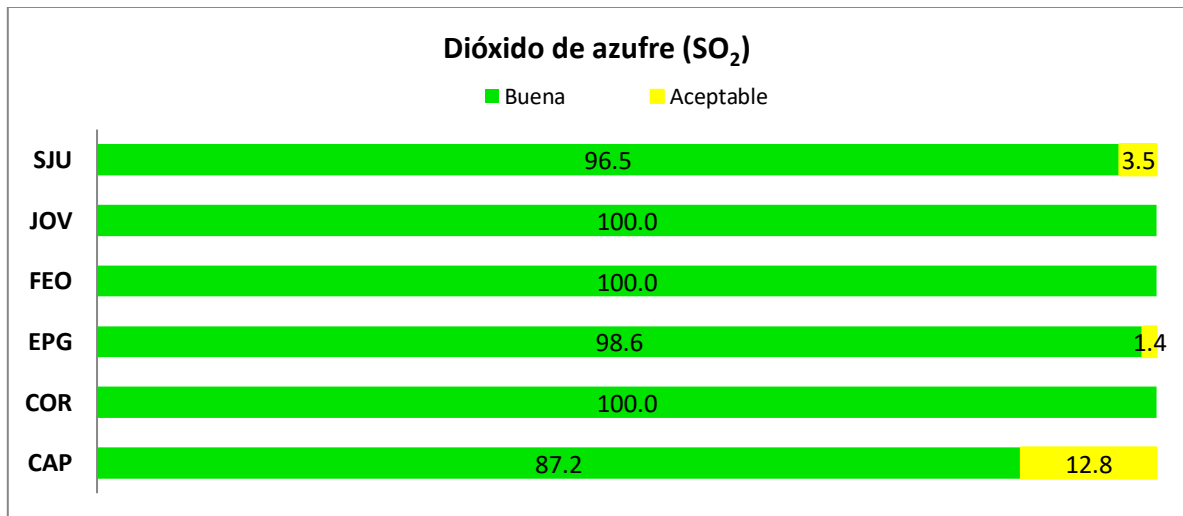 Dióxido de azufre (SO₂)
Buena Aceptable
SJU 96.5 3.5
JOV 100.0
FEO 100.0
EPG 98.6 1.4
COR 100.0
CAP 87.2 12.8